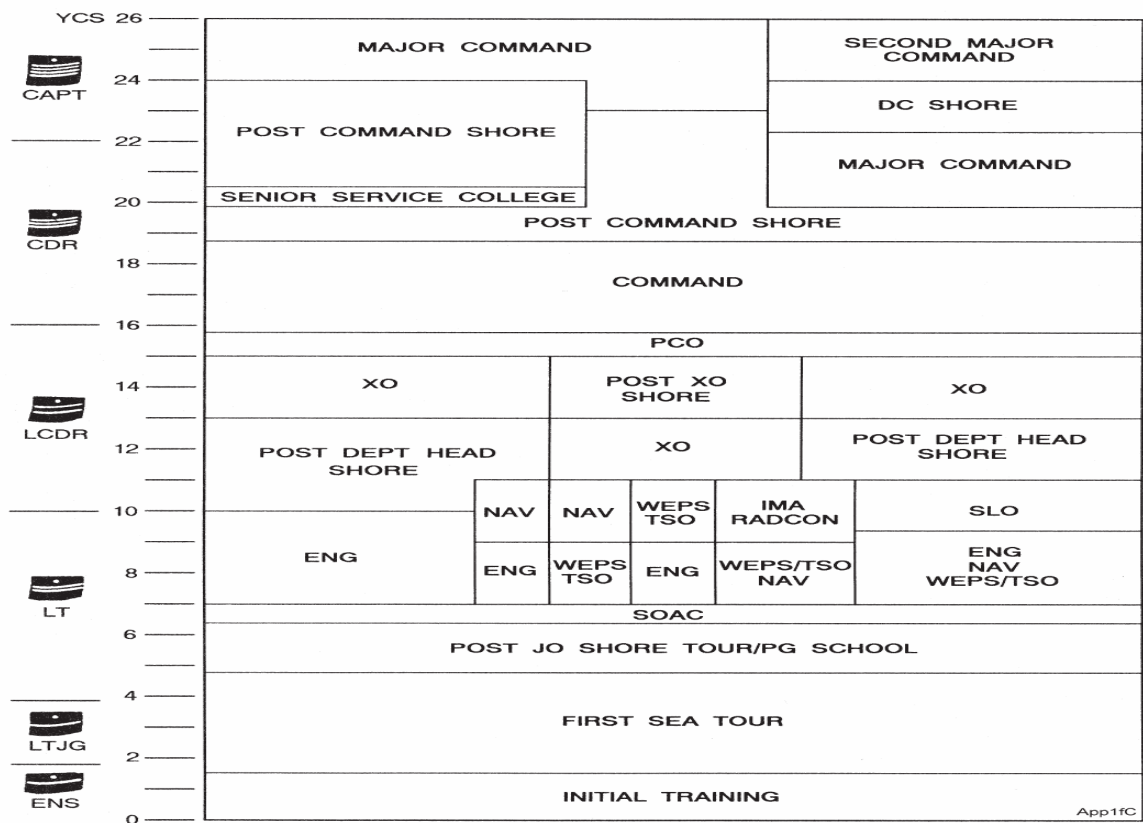 YCS 26
MAJOR COMMAND
SECOND MAJOR
COMMAND
24
CAPT
DC SHORE
POST COMMAND SHORE
22
MAJOR COMMAND
SENIOR SERVICE COLLEGE
20
POST COMMAND SHORE
CDR
18
COMMAND
16
PCO
XO
POST XO
SHORE
XO
14
LCDR
12
POST DEPT HEAD
SHORE
XO
POST DEPT HEAD
SHORE
10
NAV
NAV
WEPS
TSO
IMA
RADCON
SLO
ENG
8
ENG
WEPS
TSO
ENG
WEPS/TSO
NAV
ENG
NAV
WEPS/TSO
LT
SOAC
6
POST JO SHORE TOUR/PG SCHOOL
4
FIRST SEA TOUR
LTJG
2
ENS
INITIAL TRAINING
0
App1fC